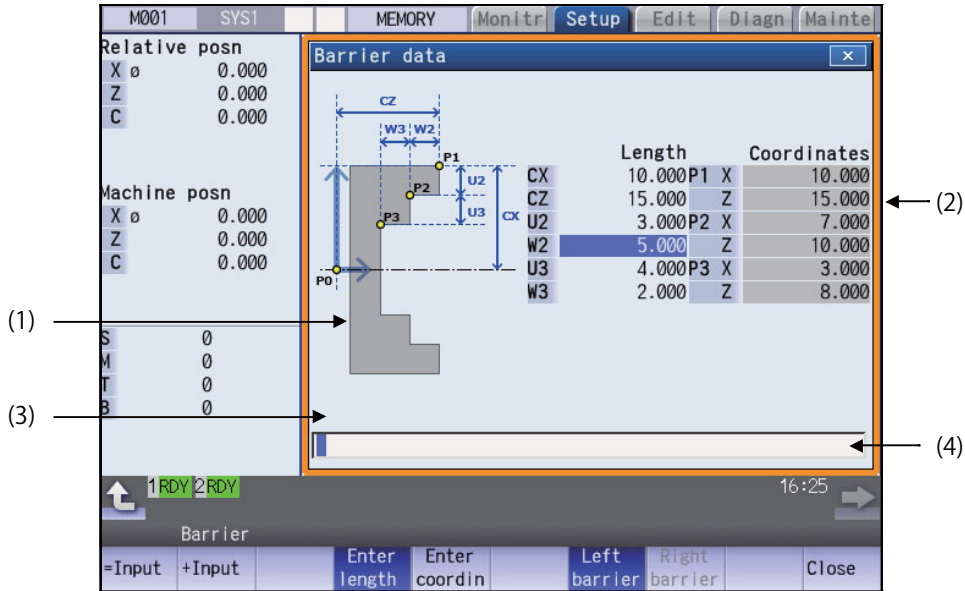 M001 SYS1 MEMORY Monitr Setup Edit Diagn Mainte
Relative posn
X ø 0.000
Z 0.000
C 0.000
Machine posn
X ø 0.000
Z 0.000
C 0.000
S 0
M 0
T 0
B 0
Barrier data ×
CZ
W3 W2
P1
U2
P2
U3 CX
P3
P0
Length Coordinates
CX 10.000 P1 X 10.000
CZ 15.000 Z 15.000
U2 3.000 P2 X 7.000
W2 5.000 Z 10.000
U3 4.000 P3 X 3.000
W3 2.000 Z 8.000
(1)
(2)
(3)
(4)
1 RDY 2 RDY 16:25
Barrier
=Input +Input Enter length Enter coordin Left barrier Right barrier Close